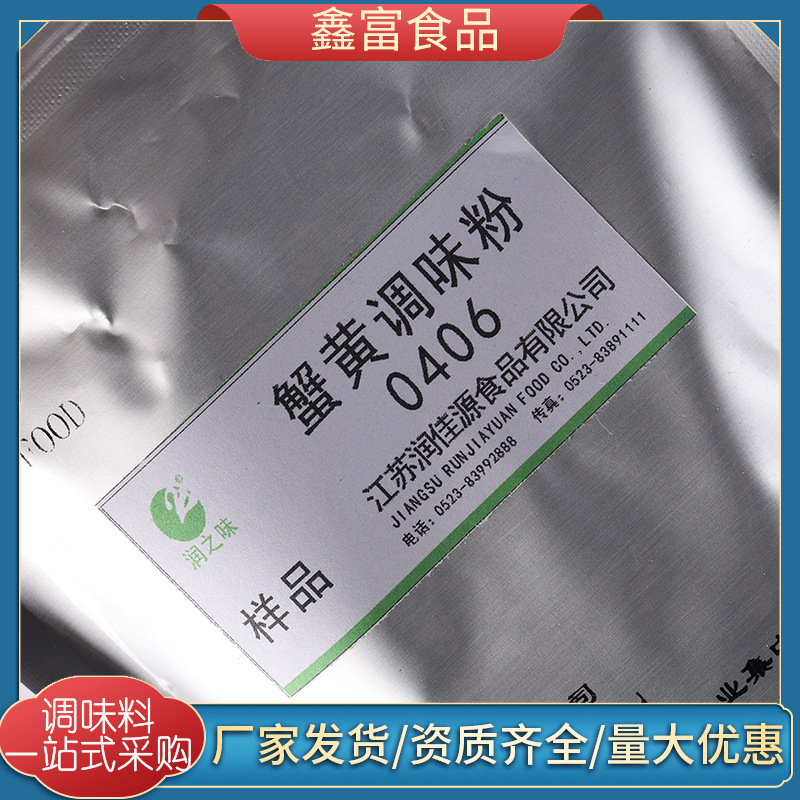 鑫富食品
蟹黄调味粉
0406
江苏润佳源食品有限公司
JIANGSU RUNJIAYUAN FOOD CO.,LTD.
电话：0523-83992888 传真：0523-83891111
润之味
样品
FOOD
司
业集
调味料
一站式采购
厂家发货/资质齐全/量大优惠